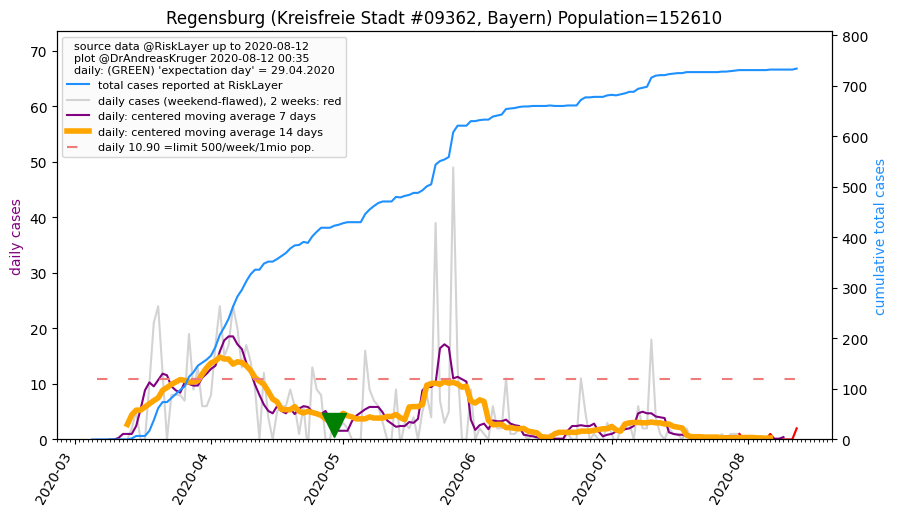 Regensburg (Kreisfreie Stadt #09362, Bayern) Population=152610
source data @RiskLayer up to 2020-08-12
plot @DrAndreasKruger 2020-08-12 00:35
daily: (GREEN) 'expectation day' = 29.04.2020
total cases reported at RiskLayer
daily cases (weekend-flawed), 2 weeks: red
daily: centered moving average 7 days
daily: centered moving average 14 days
daily 10.90 =limit 500/week/1mio pop.
daily cases
70
60
50
40
30
20
10
0
cumulative total cases
800
700
600
500
400
300
200
100
0
2020-03
2020-04
2020-05
2020-06
2020-07
2020-08